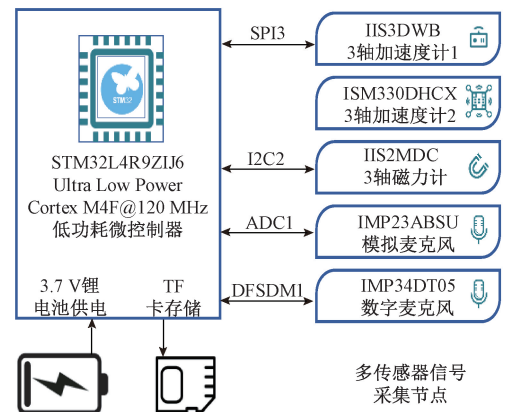 STM32
STM32L4R9ZIJ6
Ultra Low Power
Cortex M4F@120 MHz
低功耗微控制器
3.7 V锂
电池供电
TF
卡存储
SPI3
I2C2
ADC1
DFSDM1
IIS3DWB
3轴加速度计1
ISM330DHCX
3轴加速度计2
IIS2MDC
3轴磁力计
IMP23ABSU
模拟麦克风
IMP34DT05
数字麦克风
多传感器信号
采集节点